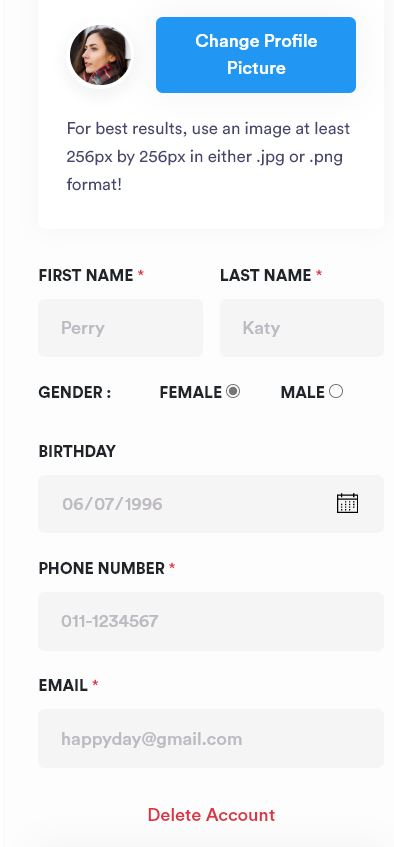 Change Profile
Picture
For best results, use an image at least
256px by 256px in either .jpg or .png
format!
FIRST NAME * LAST NAME *
Perry Katy
GENDER : FEMALE MALE
BIRTHDAY
06/07/1996
PHONE NUMBER *
011-1234567
EMAIL *
happyday@gmail.com
Delete Account